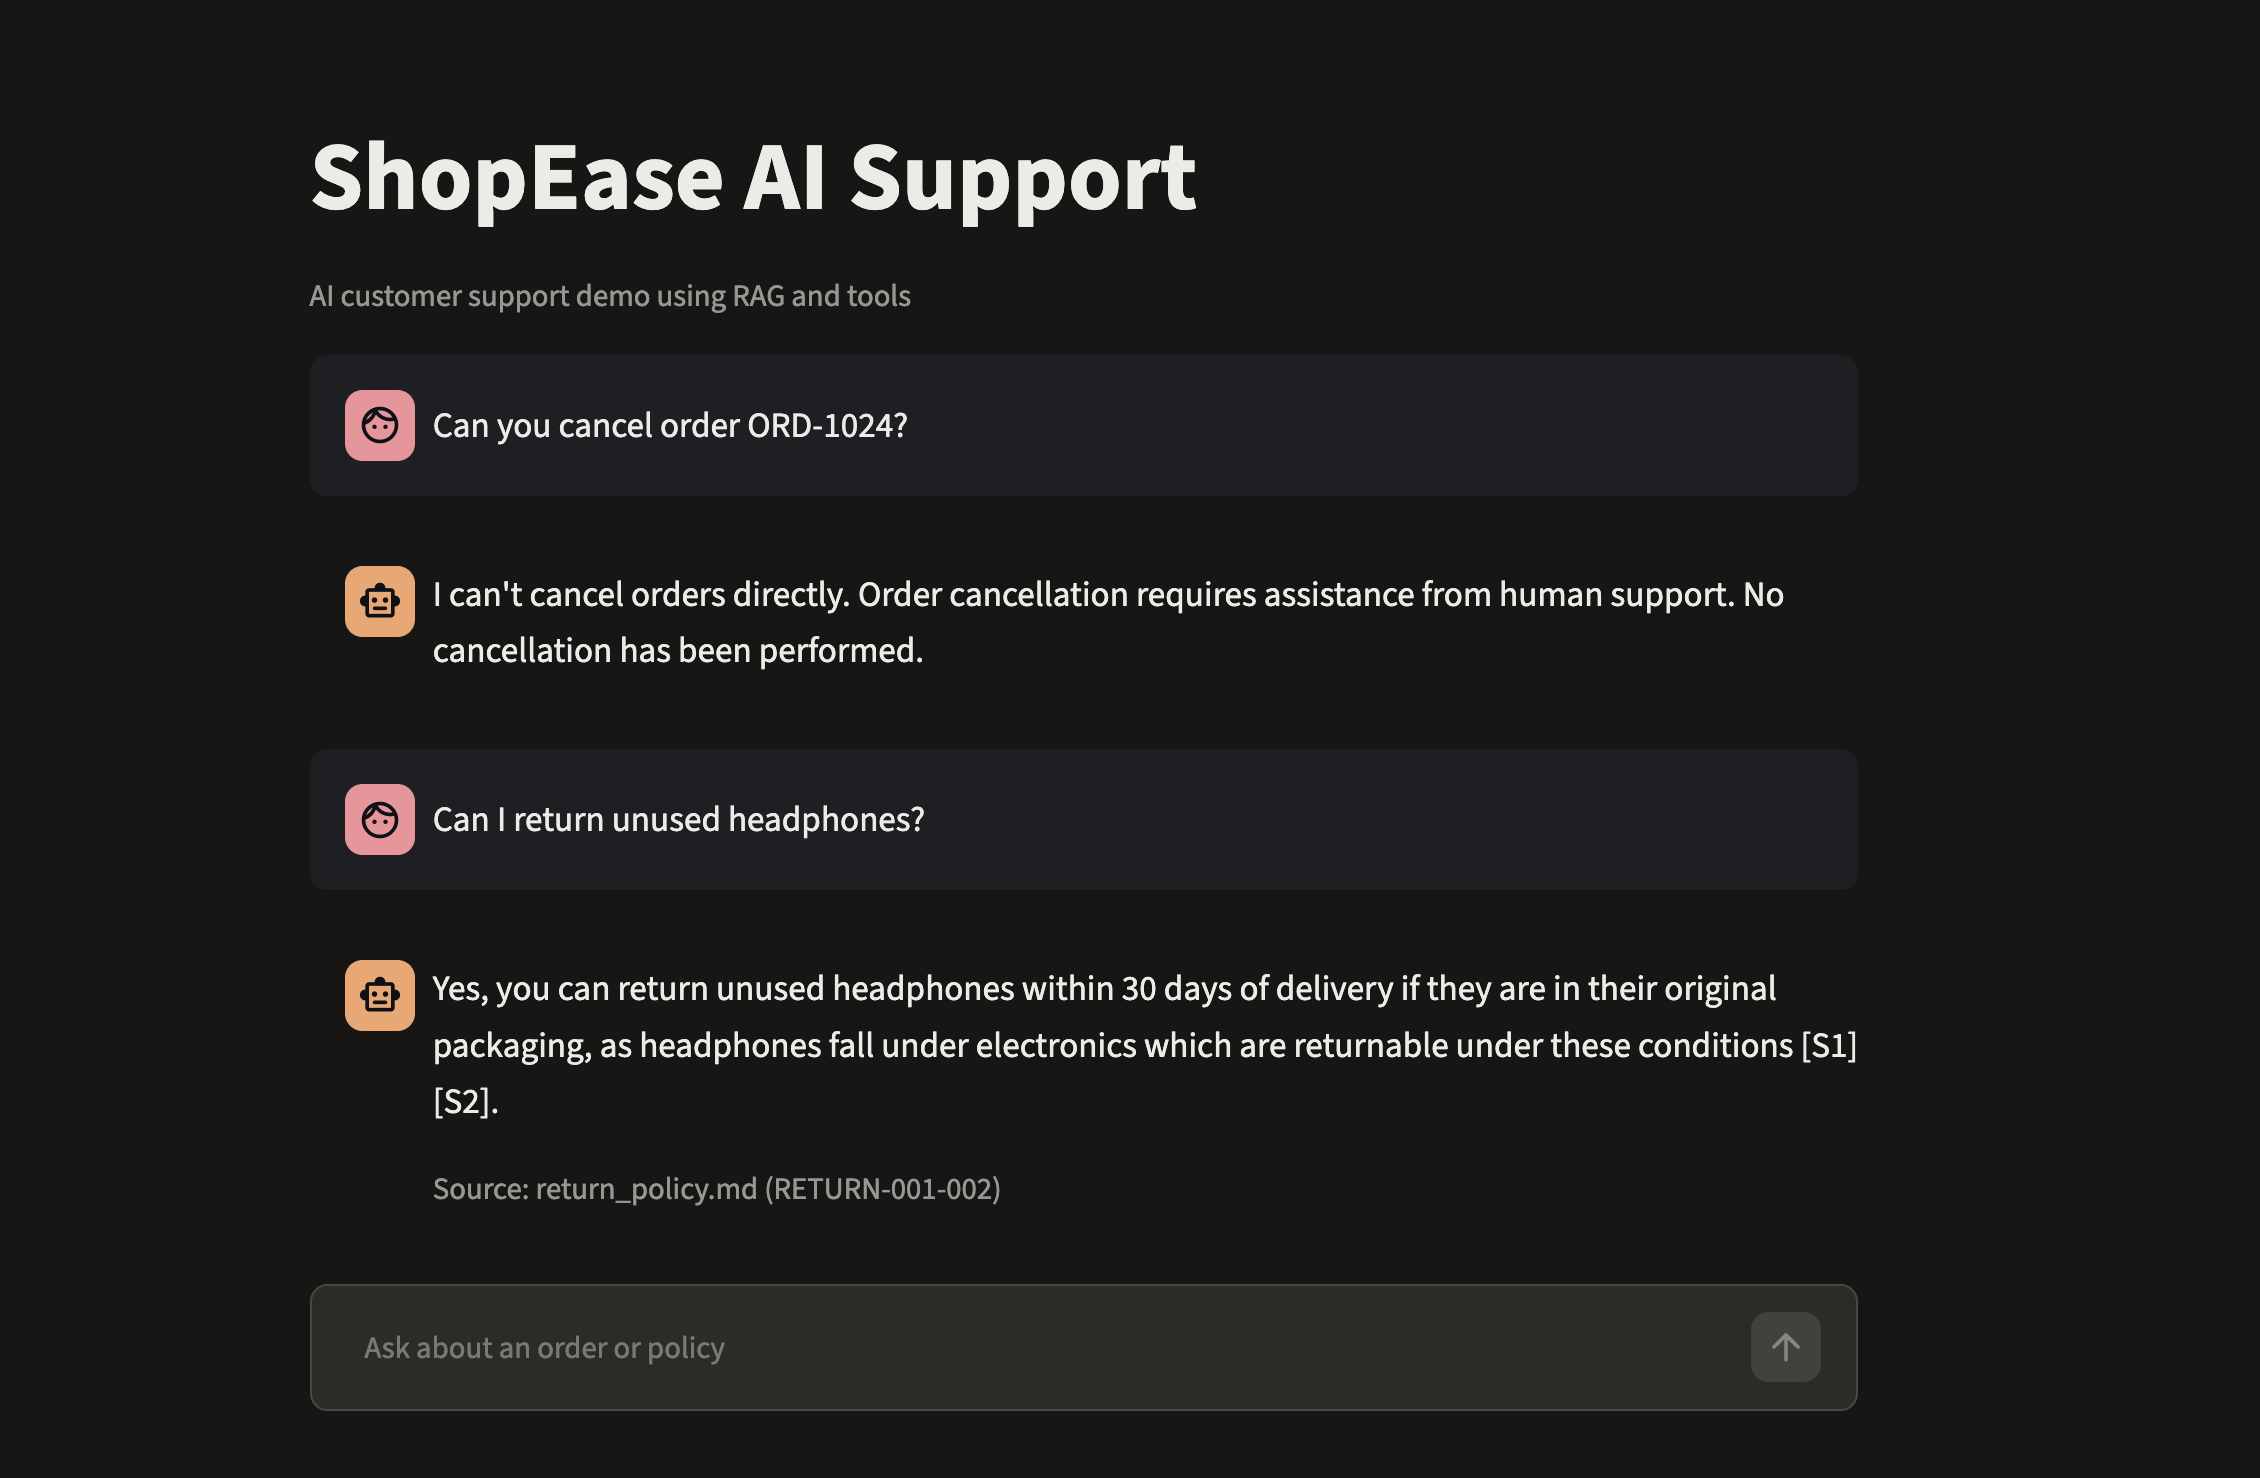 ShopEase AI Support
AI customer support demo using RAG and tools
Can you cancel order ORD-1024?
I can't cancel orders directly. Order cancellation requires assistance from human support. No
cancellation has been performed.
Can I return unused headphones?
Yes, you can return unused headphones within 30 days of delivery if they are in their original
packaging, as headphones fall under electronics which are returnable under these conditions [S1]
[S2].
Source: return_policy.md (RETURN-001-002)
Ask about an order or policy